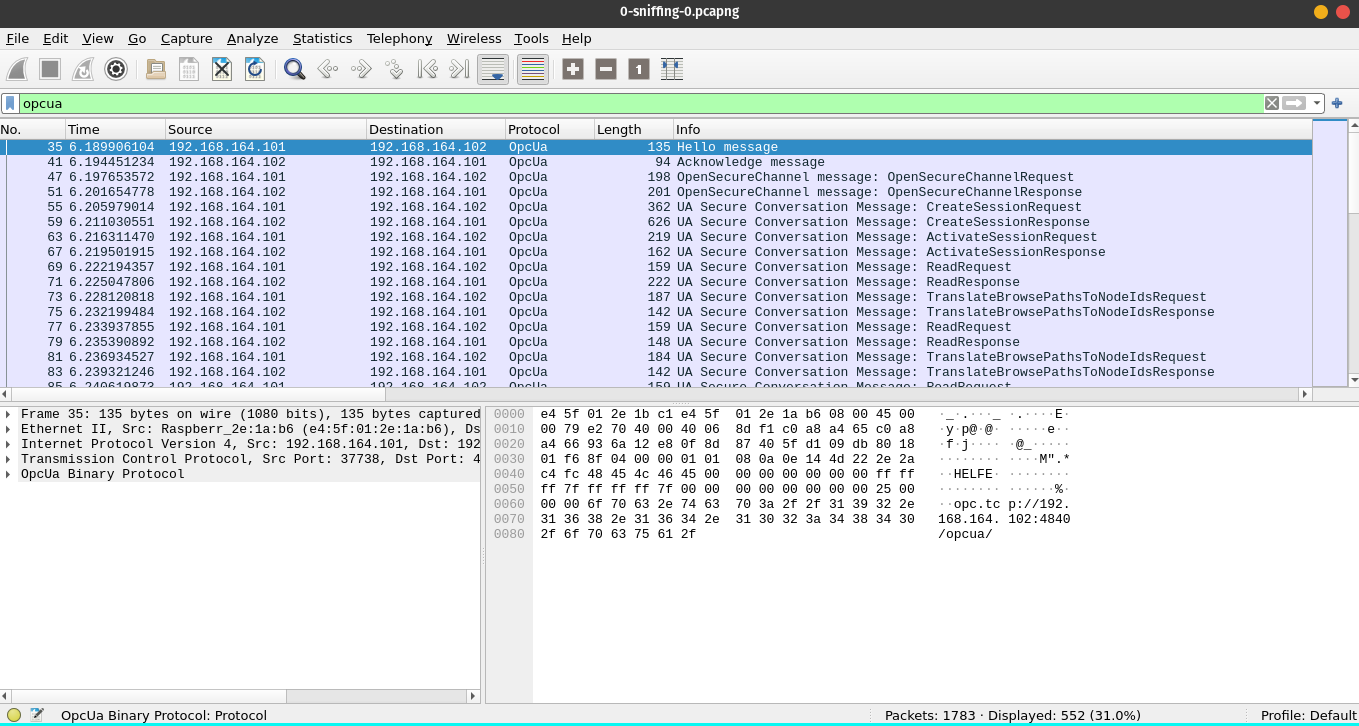 0-sniffing-0.pcapng
File Edit View Go Capture Analyze Statistics Telephony Wireless Tools Help
opcua
No. Time Source Destination Protocol Length Info
35 6.189906104 192.168.164.101 192.168.164.102 OpcUa 135 Hello message
41 6.194451234 192.168.164.102 192.168.164.101 OpcUa 94 Acknowledge message
47 6.197653572 192.168.164.101 192.168.164.102 OpcUa 198 OpenSecureChannel message: OpenSecureChannelRequest
51 6.201654778 192.168.164.102 192.168.164.101 OpcUa 201 OpenSecureChannel message: OpenSecureChannelResponse
55 6.205979014 192.168.164.101 192.168.164.102 OpcUa 362 UA Secure Conversation Message: CreateSessionRequest
59 6.211030551 192.168.164.102 192.168.164.101 OpcUa 626 UA Secure Conversation Message: CreateSessionResponse
63 6.216311470 192.168.164.101 192.168.164.102 OpcUa 219 UA Secure Conversation Message: ActivateSessionRequest
67 6.219501915 192.168.164.102 192.168.164.101 OpcUa 162 UA Secure Conversation Message: ActivateSessionResponse
69 6.222194357 192.168.164.101 192.168.164.102 OpcUa 159 UA Secure Conversation Message: ReadRequest
71 6.225047806 192.168.164.102 192.168.164.101 OpcUa 222 UA Secure Conversation Message: ReadResponse
73 6.228120818 192.168.164.101 192.168.164.102 OpcUa 187 UA Secure Conversation Message: TranslateBrowsePathsToNodeIdsRequest
75 6.232199484 192.168.164.102 192.168.164.101 OpcUa 142 UA Secure Conversation Message: TranslateBrowsePathsToNodeIdsResponse
77 6.233937855 192.168.164.101 192.168.164.102 OpcUa 159 UA Secure Conversation Message: ReadRequest
79 6.235390892 192.168.164.102 192.168.164.101 OpcUa 148 UA Secure Conversation Message: ReadResponse
81 6.236934527 192.168.164.101 192.168.164.102 OpcUa 184 UA Secure Conversation Message: TranslateBrowsePathsToNodeIdsRequest
83 6.239321246 192.168.164.102 192.168.164.101 OpcUa 142 UA Secure Conversation Message: TranslateBrowsePathsToNodeIdsResponse
85 6.240619873 192.168.164.101 192.168.164.102 OpcUa 159 UA Secure Conversation Message: ReadRequest
Frame 35: 135 bytes on wire (1080 bits), 135 bytes captured
Ethernet II, Src: Raspberr_2e:1a:b6 (e4:5f:01:2e:1a:b6), Ds
Internet Protocol Version 4, Src: 192.168.164.101, Dst: 192
Transmission Control Protocol, Src Port: 37738, Dst Port: 4
OpcUa Binary Protocol
0000 e4 5f 01 2e 1b c1 e4 5f 01 2e 1a b6 08 00 45 00 ·_·.···_ ·.····E·
0010 00 79 e2 70 40 00 40 06 8d f1 c0 a8 a4 65 c0 a8 ·y·p@·@· ·····e··
0020 a4 66 93 6a 12 e8 0f 8d 87 40 5f d1 09 db 80 18 ·f·j···· ·@_·····
0030 01 f6 8f 04 00 00 01 01 08 0a 0e 14 4d 22 2e 2a ········ ····M".*
0040 c4 fc 48 45 4c 46 45 00 00 00 00 00 00 00 ff ff ··HELFE· ········
0050 ff 7f ff ff ff 7f 00 00 00 00 00 00 00 00 25 00 ········ ······%·
0060 00 00 6f 70 63 2e 74 63 70 3a 2f 2f 31 39 32 2e ··opc.tc p://192.
0070 31 36 38 2e 31 36 34 2e 31 30 32 3a 34 38 34 30 168.164. 102:4840
0080 2f 6f 70 63 75 61 2f /opcua/
OpcUa Binary Protocol: Protocol Packets: 1783 · Displayed: 552 (31.0%) Profile: Default